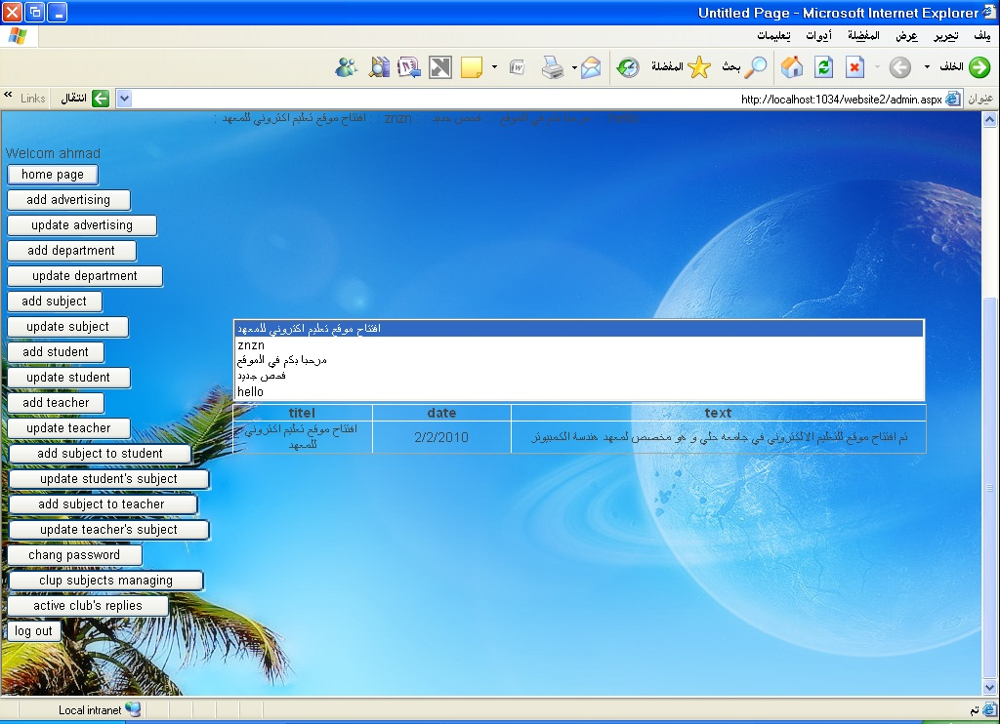 Untitled Page - Microsoft Internet Explorer
ملف تحرير عرض المفضلة أدوات تعليمات
الخلف بحث المفضلة
عنوان http://localhost:1034/website2/admin.aspx انتقال Links «
مرحبا بكم في الموقع : فحص جديد : znzn : افتتاح موقع تعليم اكتروني للمعهد :
Welcom ahmad
home page
add advertising
update advertising
add department
update department
add subject
update subject
add student
update student
add teacher
update teacher
add subject to student
update student's subject
add subject to teacher
update teacher's subject
chang password
clup subjects managing
active club's replies
log out
افتتاح موقع تعليم اكتروني للمعهد
znzn
مرحبا بكم في الموقع
فحص جديد
hello
titel date text
افتتاح موقع تعليم اكتروني للمعهد 2/2/2010 تم افتتاح موقع للتعليم الالكتروني في جامعه حلي و هو مخصص لمعهد هندسة الكمبيوتر
Local intranet تم